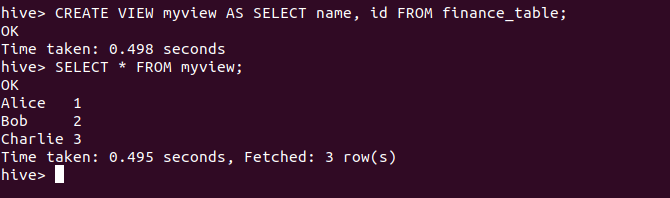 hive> CREATE VIEW myview AS SELECT name, id FROM finance_table;
OK
Time taken: 0.498 seconds
hive> SELECT * FROM myview;
OK
Alice   1
Bob     2
Charlie 3
Time taken: 0.495 seconds, Fetched: 3 row(s)
hive>